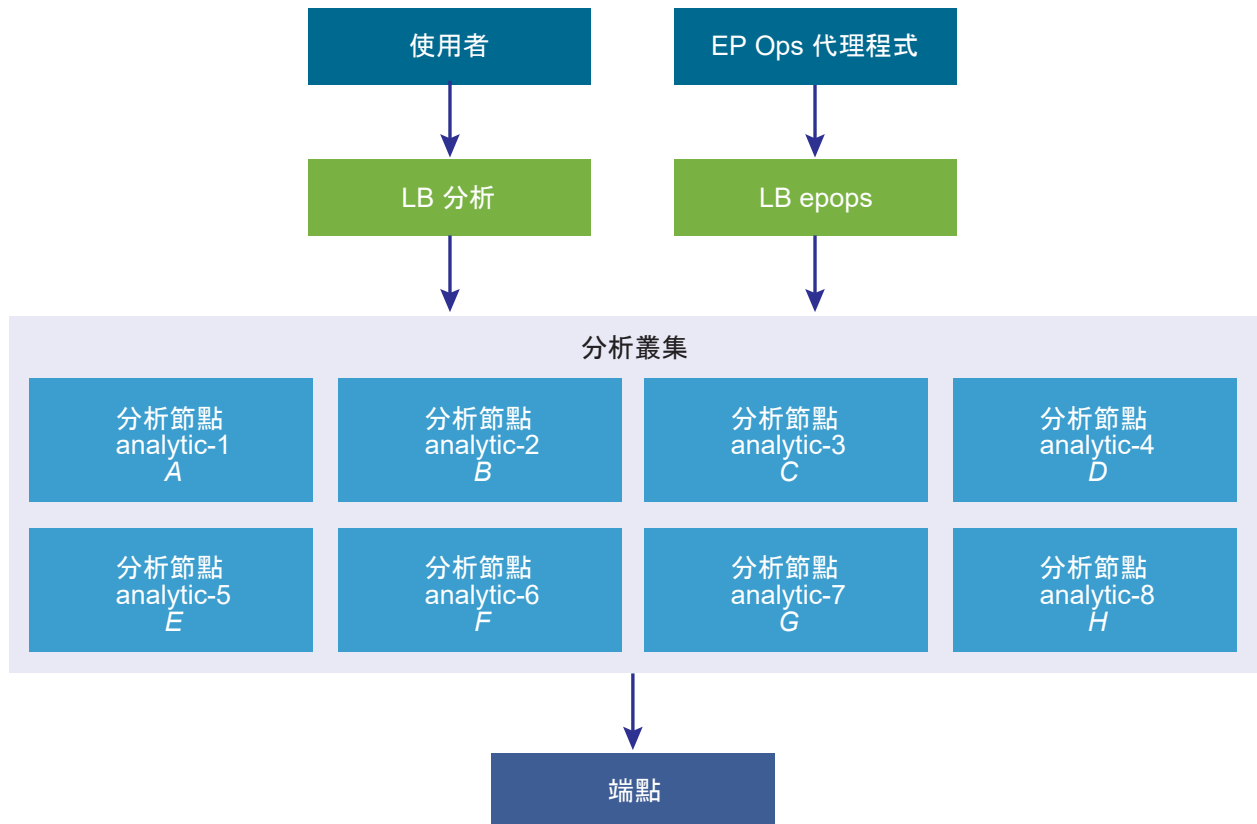 使用者
EP Ops 代理程式
LB 分析
LB epops
分析叢集
分析節點
analytic-1
A
分析節點
analytic-2
B
分析節點
analytic-3
C
分析節點
analytic-4
D
分析節點
analytic-5
E
分析節點
analytic-6
F
分析節點
analytic-7
G
分析節點
analytic-8
H
端點